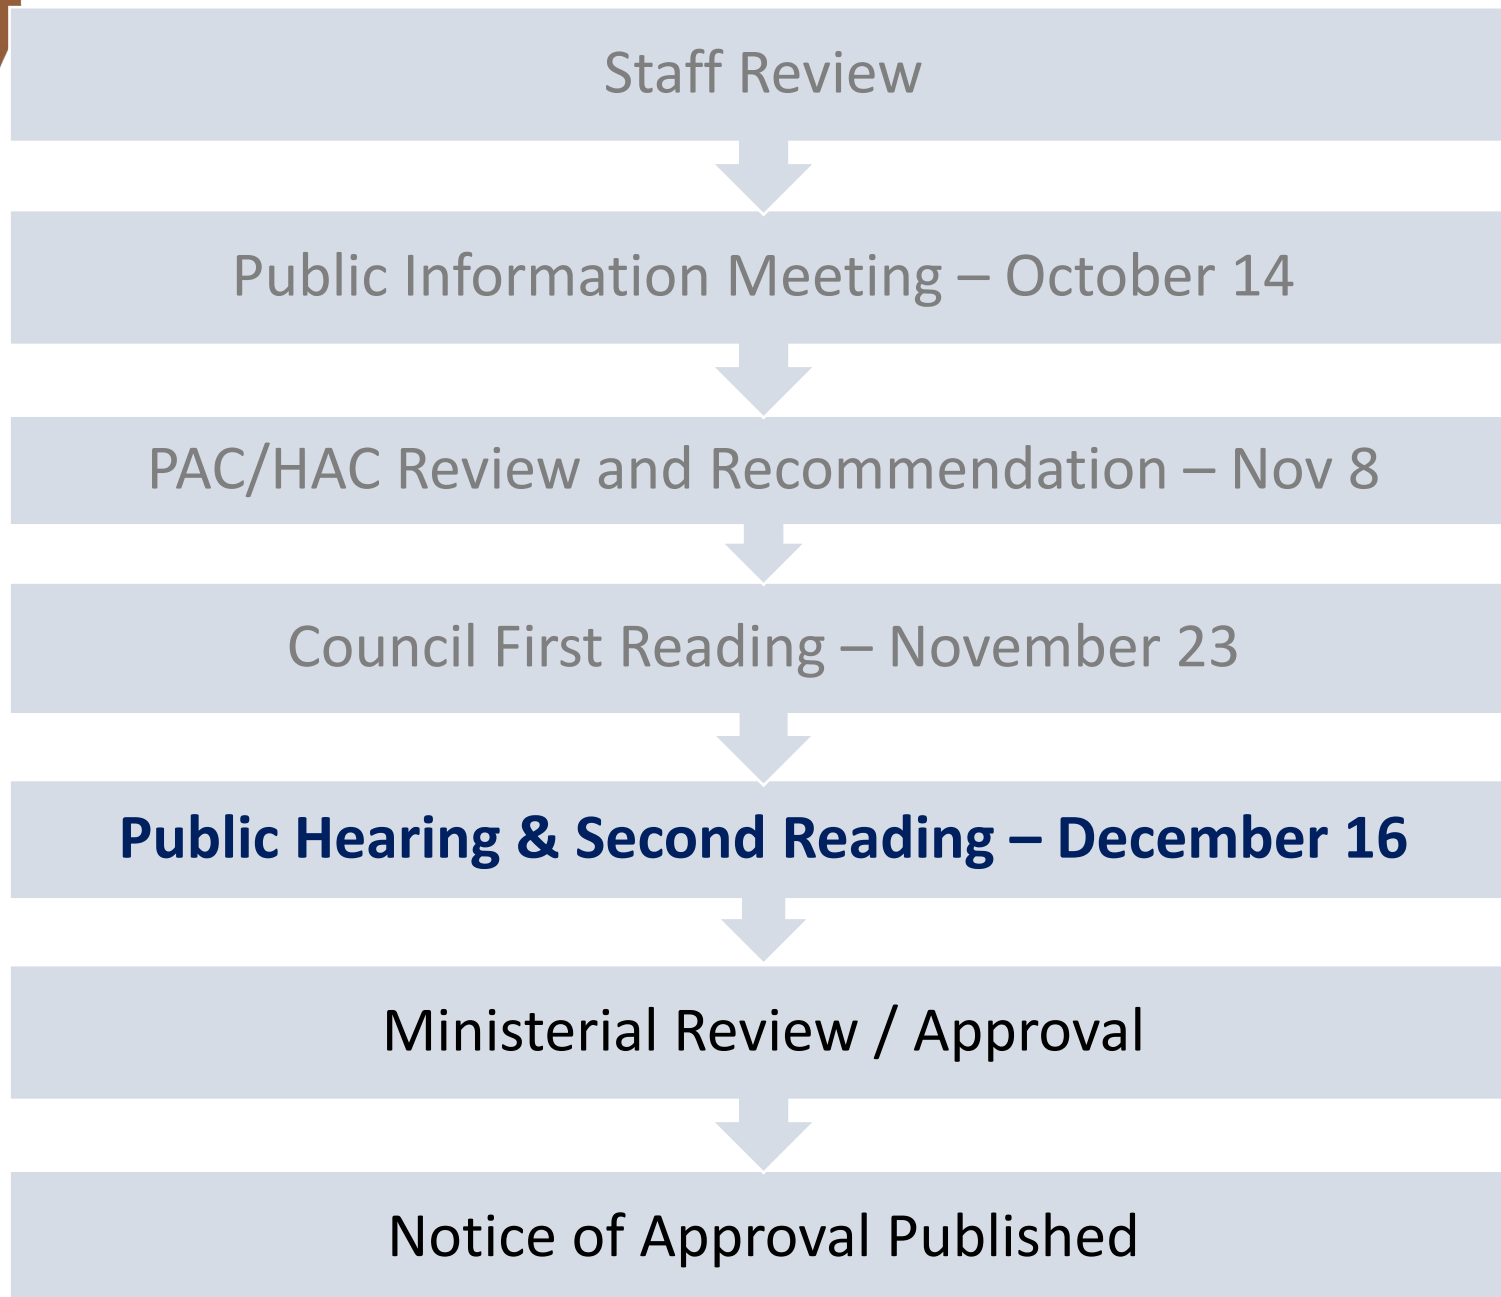 Staff Review
Public Information Meeting – October 14
PAC/HAC Review and Recommendation – Nov 8
Council First Reading – November 23
Public Hearing & Second Reading – December 16
Ministerial Review / Approval
Notice of Approval Published